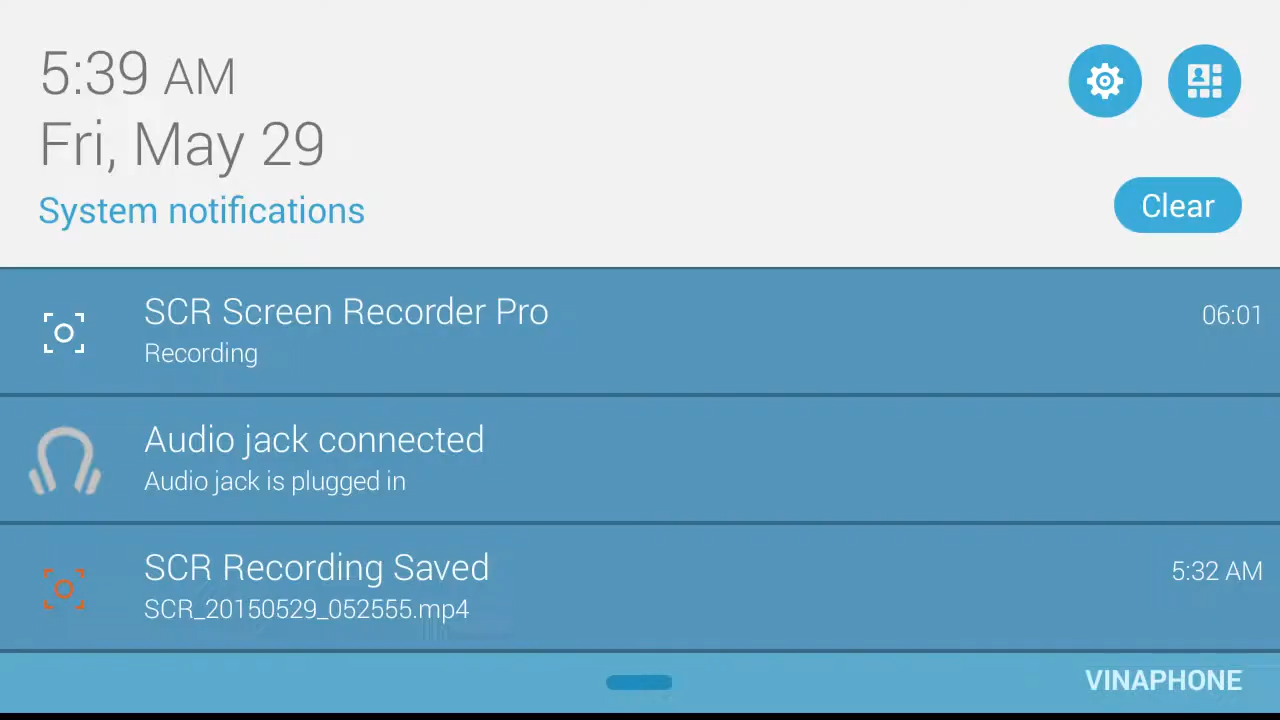 5:39 AM
Fri, May 29
System notifications
Clear
SCR Screen Recorder Pro
06:01
Recording
Audio jack connected
Audio jack is plugged in
SCR Recording Saved
5:32 AM
SCR_20150529_052555.mp4
VINAPHONE